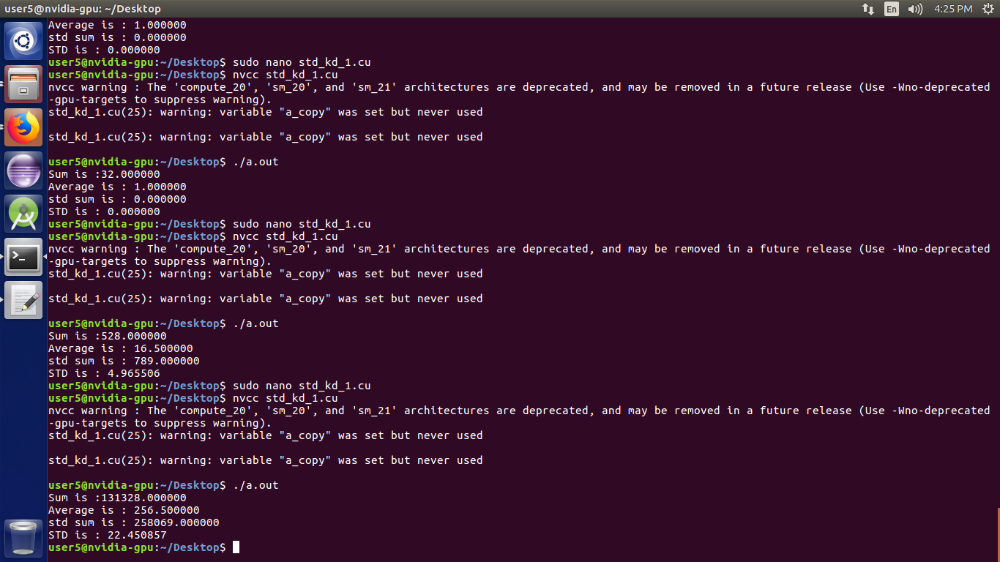 user5@nvidia-gpu: ~/Desktop
En
4:25 PM
Average is : 1.000000
std sum is : 0.000000
STD is : 0.000000
user5@nvidia-gpu:~/Desktop$ sudo nano std_kd_1.cu
user5@nvidia-gpu:~/Desktop$ nvcc std_kd_1.cu
nvcc warning : The 'compute_20', 'sm_20', and 'sm_21' architectures are deprecated, and may be removed in a future release (Use -Wno-deprecated
-gpu-targets to suppress warning).
std_kd_1.cu(25): warning: variable "a_copy" was set but never used
std_kd_1.cu(25): warning: variable "a_copy" was set but never used
user5@nvidia-gpu:~/Desktop$ ./a.out
Sum is :32.000000
Average is : 1.000000
std sum is : 0.000000
STD is : 0.000000
user5@nvidia-gpu:~/Desktop$ sudo nano std_kd_1.cu
user5@nvidia-gpu:~/Desktop$ nvcc std_kd_1.cu
nvcc warning : The 'compute_20', 'sm_20', and 'sm_21' architectures are deprecated, and may be removed in a future release (Use -Wno-deprecated
-gpu-targets to suppress warning).
std_kd_1.cu(25): warning: variable "a_copy" was set but never used
std_kd_1.cu(25): warning: variable "a_copy" was set but never used
user5@nvidia-gpu:~/Desktop$ ./a.out
Sum is :528.000000
Average is : 16.500000
std sum is : 789.000000
STD is : 4.965506
user5@nvidia-gpu:~/Desktop$ sudo nano std_kd_1.cu
user5@nvidia-gpu:~/Desktop$ nvcc std_kd_1.cu
nvcc warning : The 'compute_20', 'sm_20', and 'sm_21' architectures are deprecated, and may be removed in a future release (Use -Wno-deprecated
-gpu-targets to suppress warning).
std_kd_1.cu(25): warning: variable "a_copy" was set but never used
std_kd_1.cu(25): warning: variable "a_copy" was set but never used
user5@nvidia-gpu:~/Desktop$ ./a.out
Sum is :131328.000000
Average is : 256.500000
std sum is : 258069.000000
STD is : 22.450857
user5@nvidia-gpu:~/Desktop$